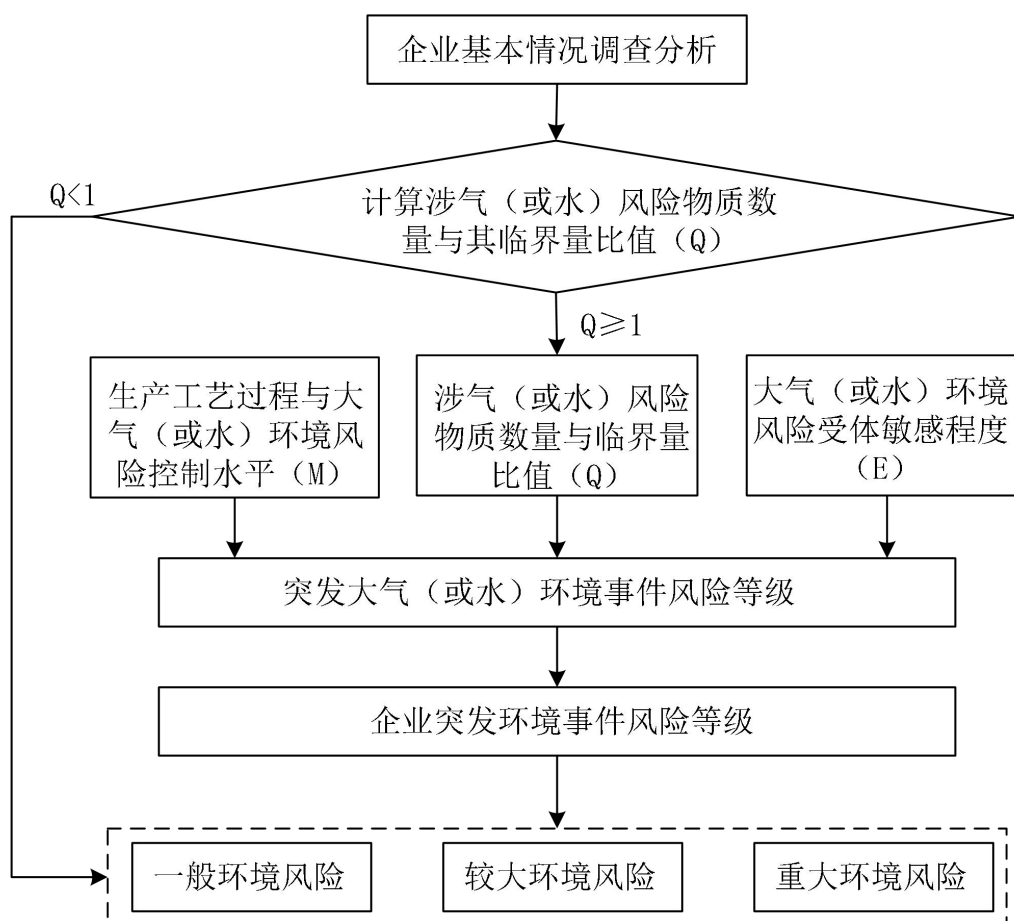 企业基本情况调查分析
Q<1
计算涉气（或水）风险物质数
量与其临界量比值（Q）
Q≥1
生产工艺过程与大
气（或水）环境风
险控制水平（M）
涉气（或水）风险
物质数量与临界量
比值（Q）
大气（或水）环境
风险受体敏感程度
（E）
突发大气（或水）环境事件风险等级
企业突发环境事件风险等级
一般环境风险
较大环境风险
重大环境风险